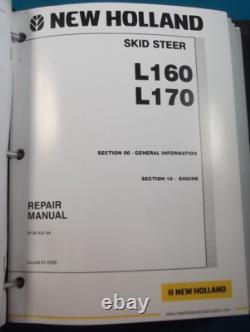 NEW HOLLAND
SKID STEER
L160
L170
SECTION 00 - GENERAL INFORMATION
SECTION 10 - ENGINE
REPAIR
MANUAL
NEW HOLLAND